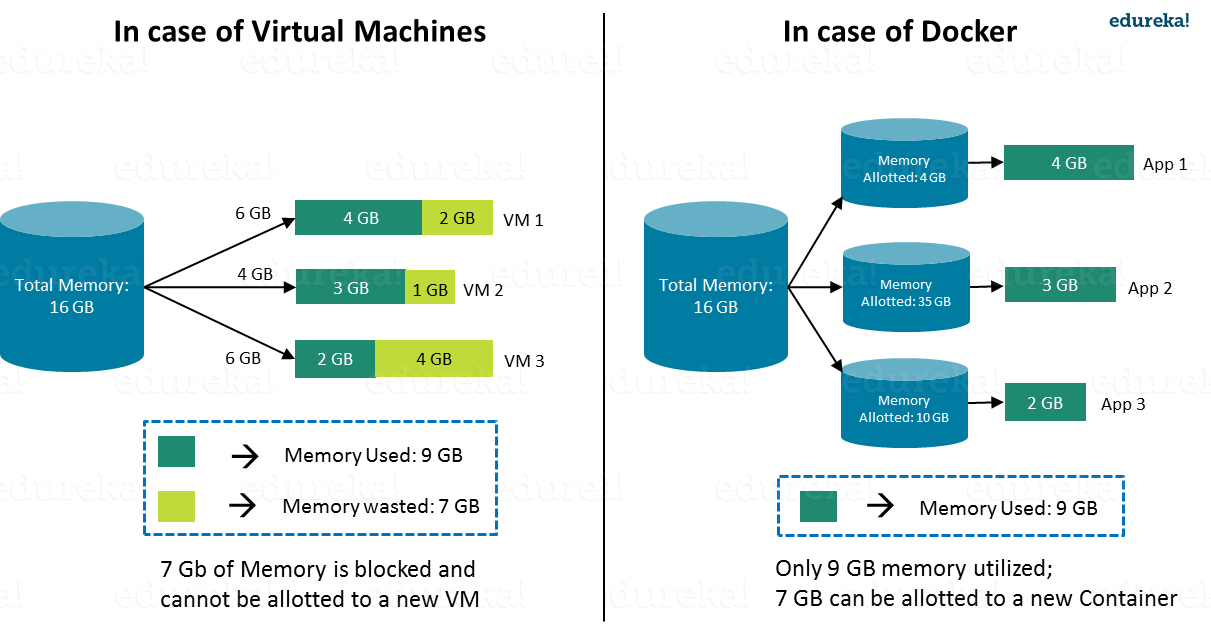 In case of Virtual Machines
Total Memory:
16 GB
6 GB
4 GB
2 GB
VM 1
4 GB
3 GB
1 GB
VM 2
6 GB
2 GB
4 GB
VM 3
Memory Used: 9 GB
Memory wasted: 7 GB
7 Gb of Memory is blocked and
cannot be allotted to a new VM
edureka!
In case of Docker
Total Memory:
16 GB
Memory
Allotted: 4 GB
4 GB
App 1
Memory
Allotted: 35 GB
3 GB
App 2
Memory
Allotted: 10 GB
2 GB
App 3
Memory Used: 9 GB
Only 9 GB memory utilized;
7 GB can be allotted to a new Container